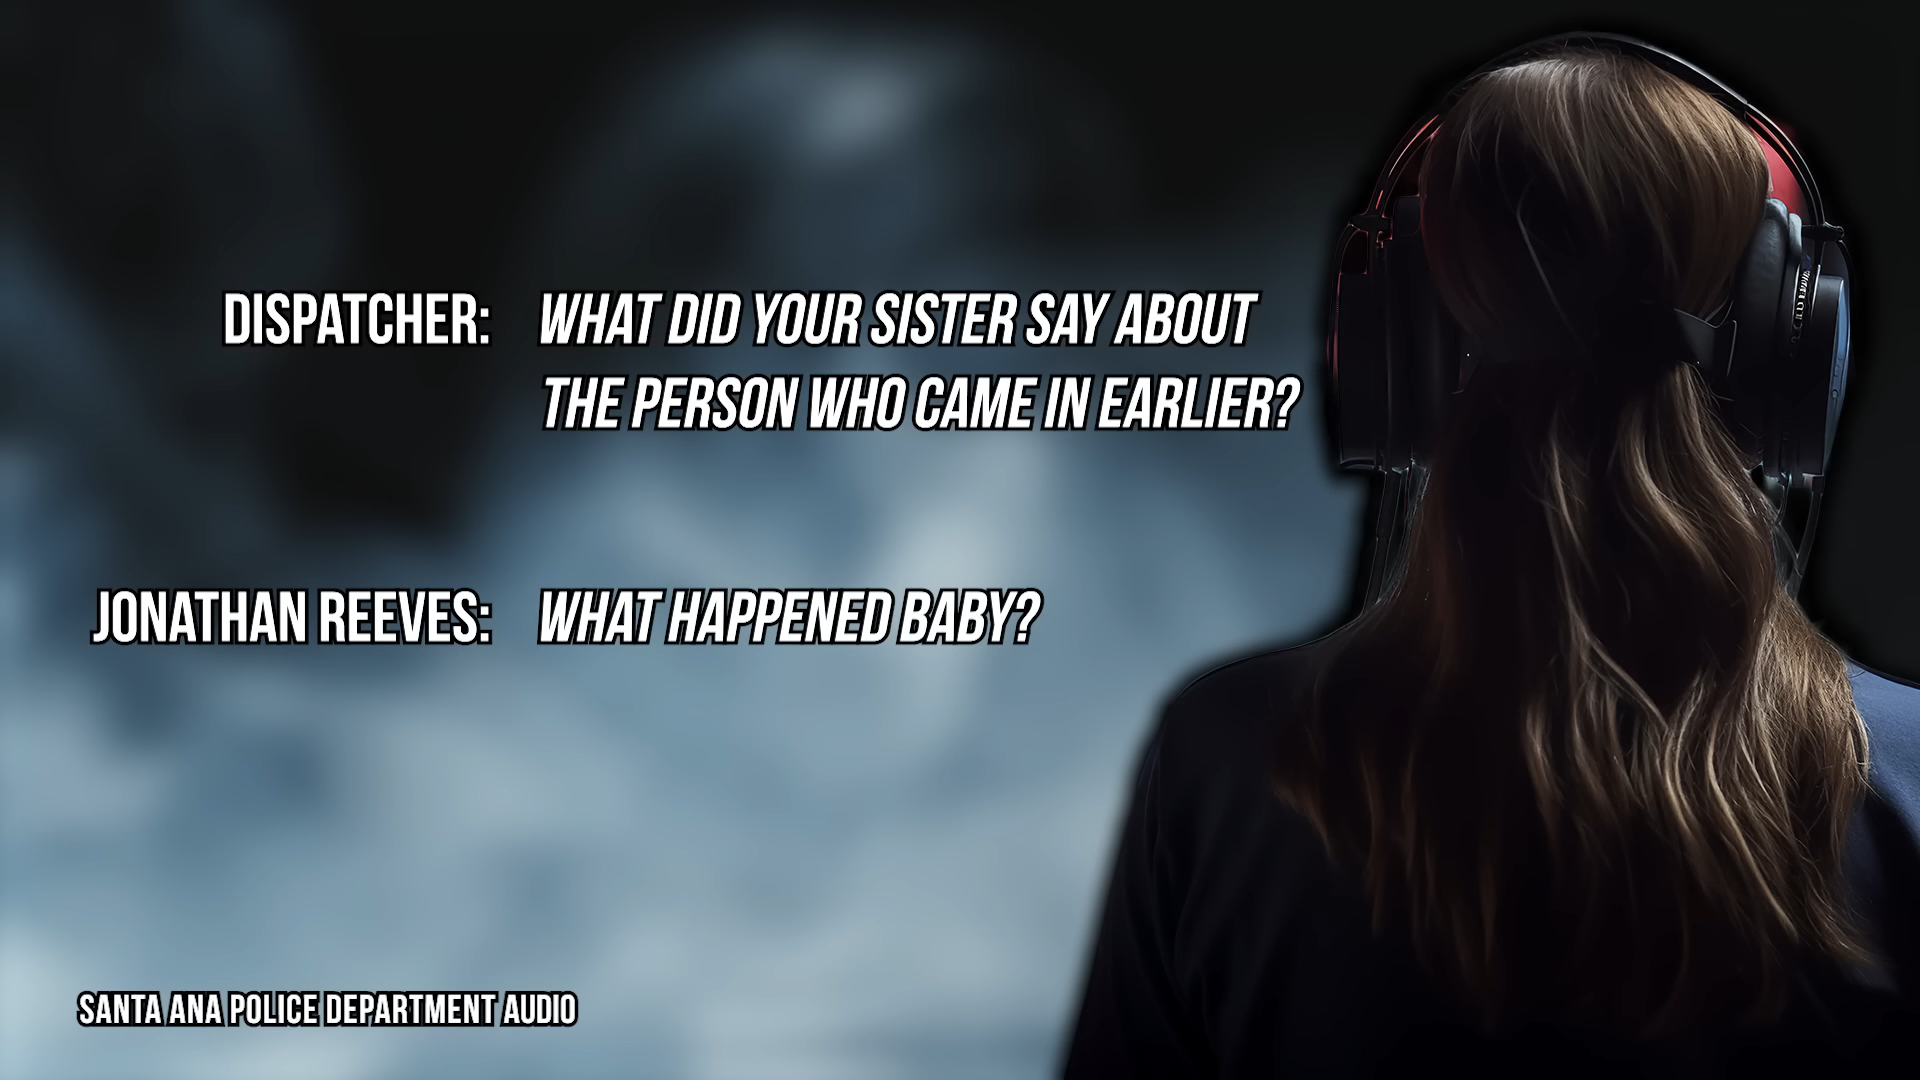 DISPATCHER: WHAT DID YOUR SISTER SAY ABOUT
THE PERSON WHO CAME IN EARLIER?
JONATHAN REEVES: WHAT HAPPENED BABY?
SANTA ANA POLICE DEPARTMENT AUDIO